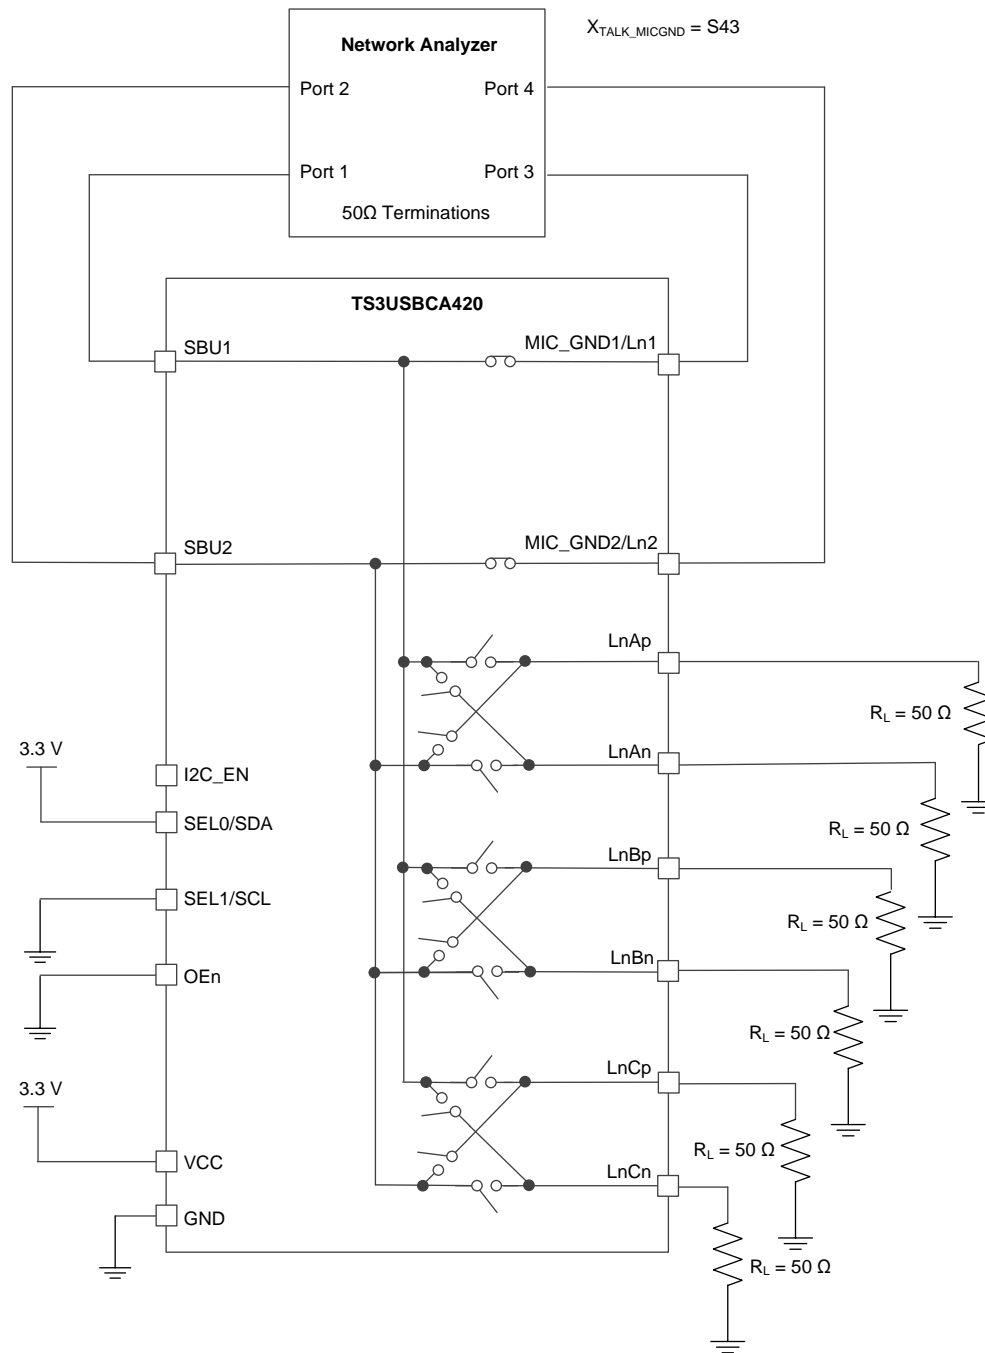 X_TALK_MICGND = S43
Network Analyzer
Port 2
Port 4
Port 1
Port 3
50Ω Terminations
TS3USBCA420
SBU1
MIC_GND1/Ln1
SBU2
MIC_GND2/Ln2
LnAp
R_L = 50 Ω
3.3 V
LnAn
I2C_EN
SEL0/SDA
R_L = 50 Ω
LnBp
SEL1/SCL
R_L = 50 Ω
LnBn
OEn
R_L = 50 Ω
LnCp
3.3 V
R_L = 50 Ω
VCC
LnCn
GND
R_L = 50 Ω